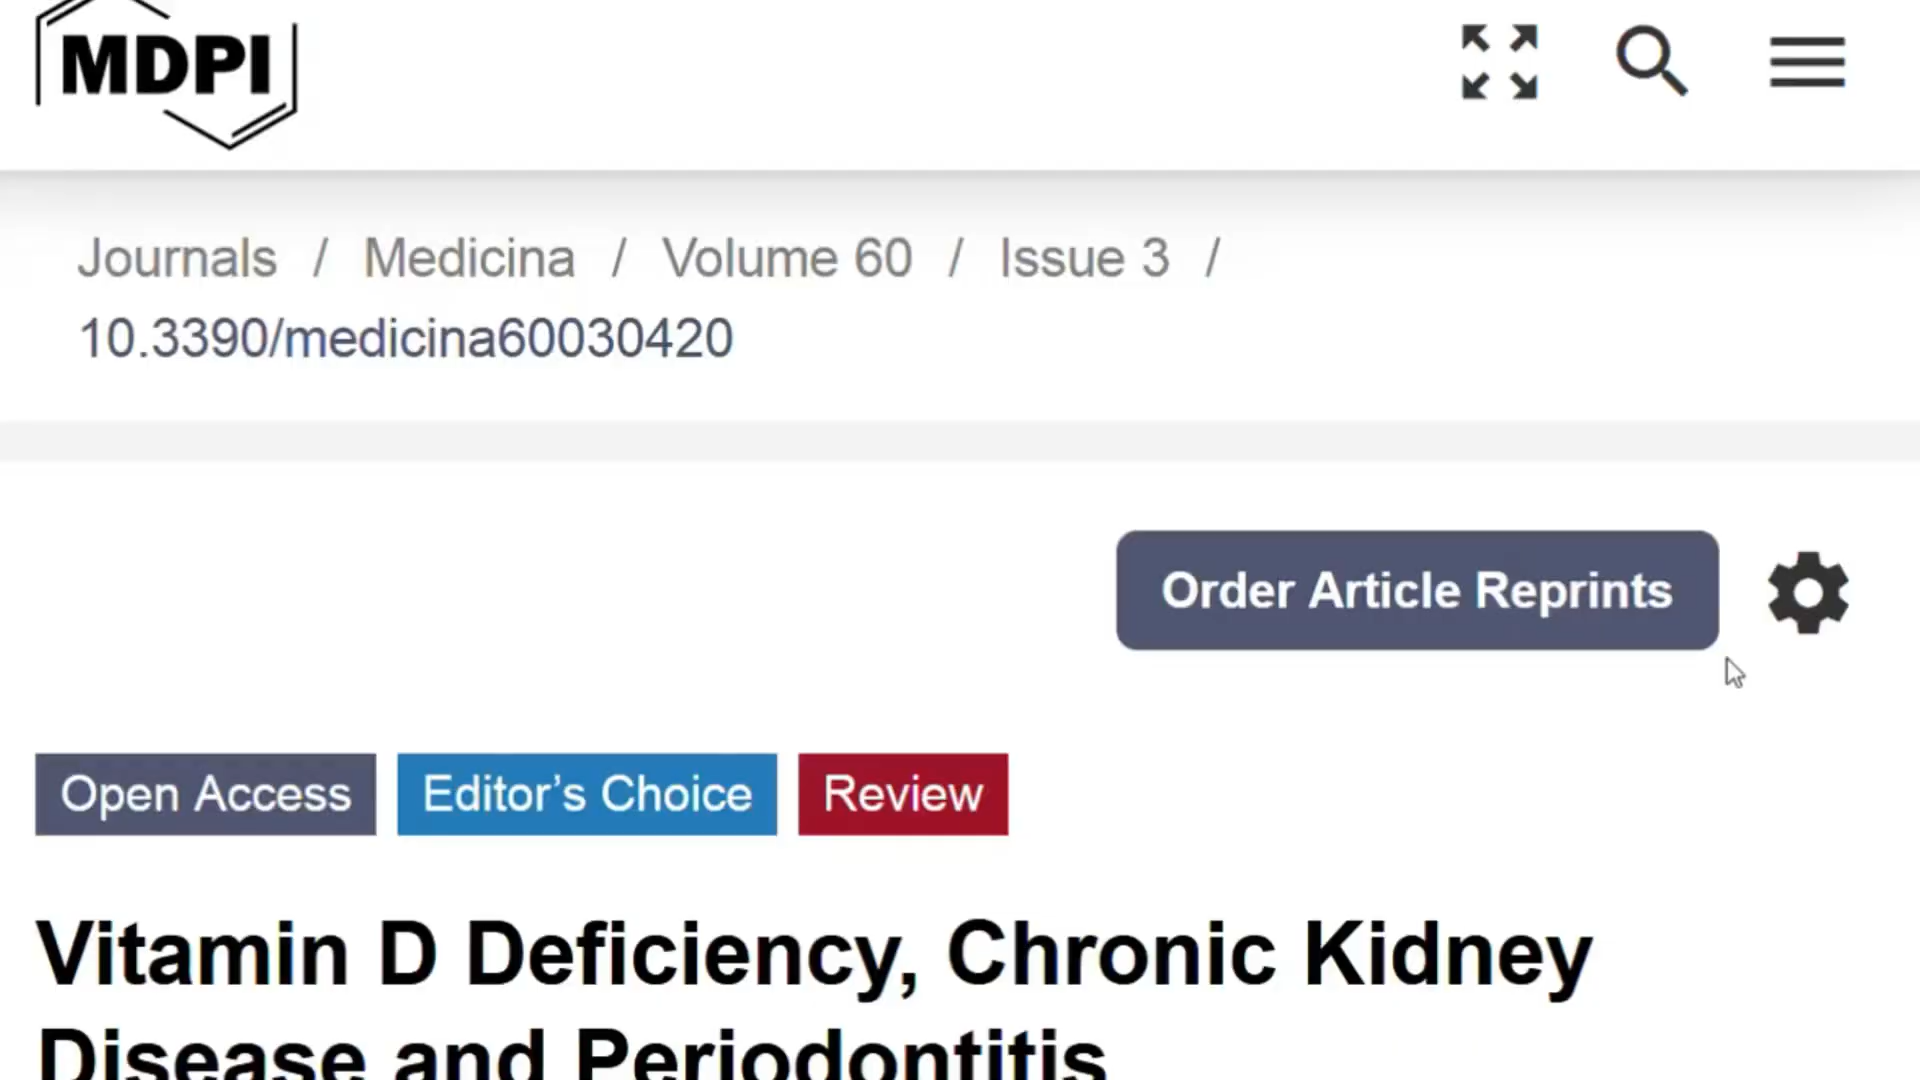 MDPI
Journals / Medicina / Volume 60 / Issue 3 /
10.3390/medicina60030420
Order Article Reprints
Open Access Editor’s Choice Review
Vitamin D Deficiency, Chronic Kidney
Disease and Periodontitis